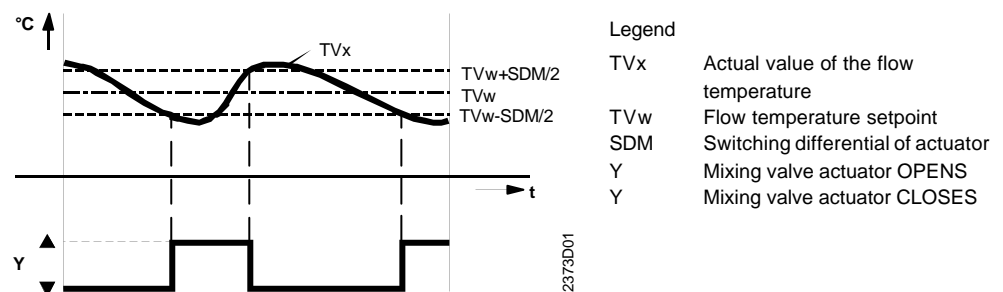 °C
TVx
TVw+SDM/2
TVw
TVw-SDM/2
t
Y
2373D01
Legend
TVx Actual value of the flow
temperature
TVw Flow temperature setpoint
SDM Switching differential of actuator
Y Mixing valve actuator OPENS
Y Mixing valve actuator CLOSES